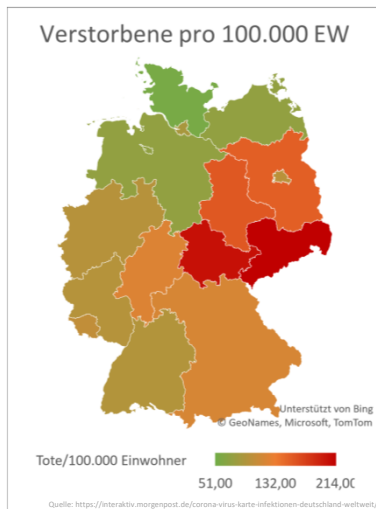 Verstorbene pro 100.000 EW
Unterstützt von Bing
© GeoNames, Microsoft, TomTom
Tote/100.000 Einwohner
51,00 132,00 214,00
Quelle: https://interaktiv.morgenpost.de/corona-virus-karte-infektionen-deutschland-weltweit/